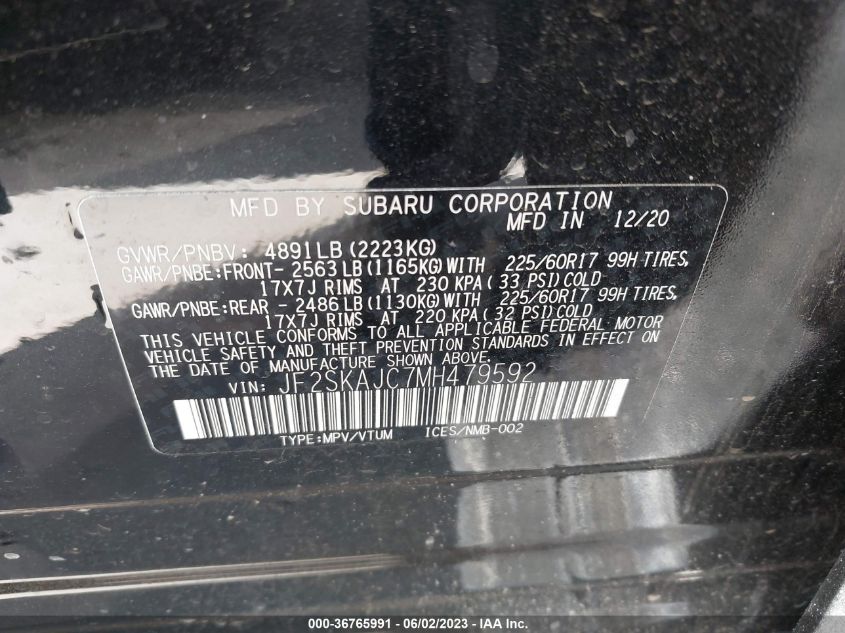 MFD BY SUBARU CORPORATION
MFD IN 12/20
GVWR/PNBV: 4891LB(2223KG)
GAWR/PNBE:FRONT- 2563LB(1165KG)WITH 225/60R17 99H TIRES,
17X7J RIMS AT 230 KPA(33 PSI)COLD
GAWR/PNBE:REAR - 2486LB(1130KG)WITH 225/60R17 99H TIRES,
17X7J RIMS AT 220 KPA(32 PSI)COLD
THIS VEHICLE CONFORMS TO ALL APPLICABLE FEDERAL MOTOR
VEHICLE SAFETY AND THEFT PREVENTION STANDARDS IN EFFECT ON
THE DATE OF MANUFACTURE SHOWN ABOVE.
VIN: JF2SKAJC7MH479592
TYPE:MPV/VTUM ICES/NMB-002
000-36765991 - 06/02/2023 - IAA Inc.